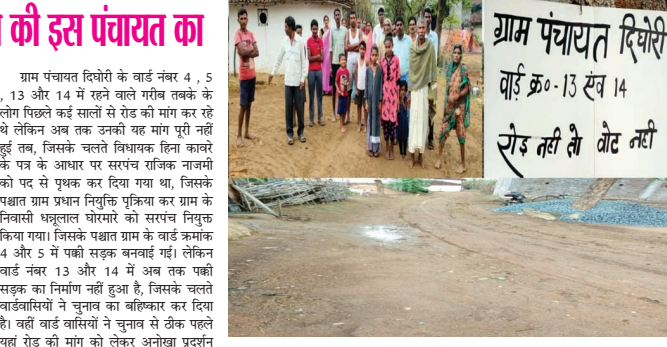 की इस पंचायत का
ग्राम पंचायत दिघोरी के वार्ड नंबर 4 , 5
, 13 और 14 में रहने वाले गरीब तबके के
लोग पिछले कई सालों से रोड की मांग कर रहे
थे लेकिन अब तक उनकी यह मांग पूरी नहीं
हुई तब, जिसके चलते विधायक हिना कावरे
के पत्र के आधार पर सरपंच राजिक नाजमी
को पद से पृथक कर दिया गया था, जिसके
पश्चात ग्राम प्रधान नियुक्ति पृक्रिया कर ग्राम के
निवासी धन्नूलाल घोरमारे को सरपंच नियुक्त
किया गया। जिसके पश्चात ग्राम के वार्ड क्रमांक
4 और 5 में पक्की सड़क बनवाई गई। लेकिन
वार्ड नंबर 13 और 14 में अब तक पक्की
सड़क का निर्माण नहीं हुआ है, जिसके चलते
वार्डवासियों ने चुनाव का बहिष्कार कर दिया
है। वहीं वार्ड वासियों ने चुनाव से ठीक पहले
यहां रोड की मांग को लेकर अनोखा प्रदर्शन
ग्राम पंचायत दिघोरी
वार्ड क्र०-13 संव 14
रोड नही तो वोट नही